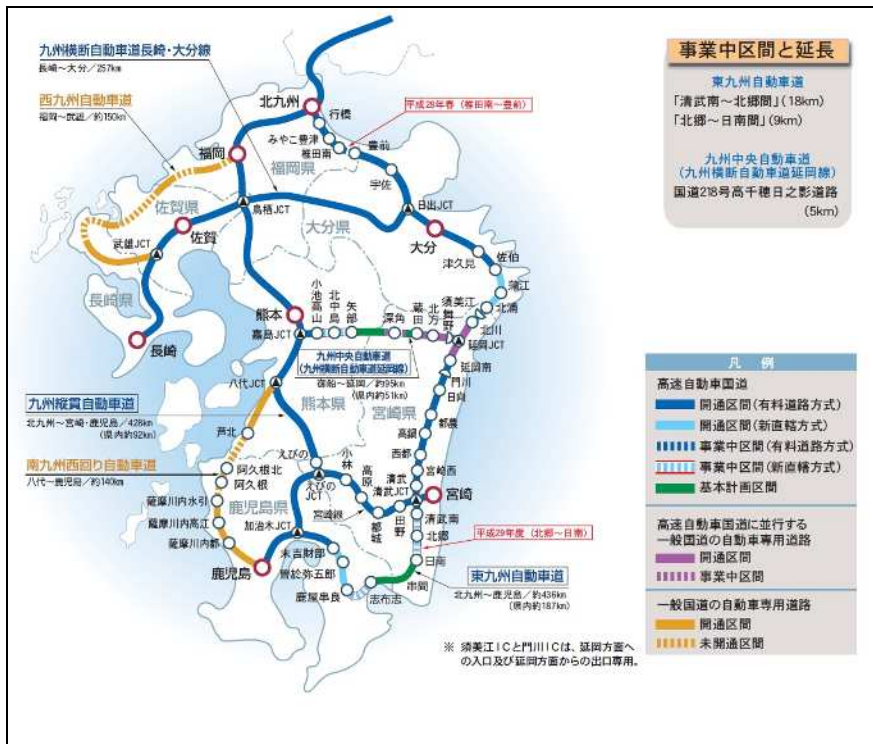 九州横断自動車道長崎・大分線
長崎〜大分／257km
西九州自動車道
福岡〜武雄／約150km
北九州
行橋
平成28年春（椎田南〜豊前）
みやこ豊津
椎田南
豊前
福岡
福岡県
宇佐
佐賀県
鳥栖JCT
大分県
日出JCT
武雄JCT
佐賀
大分
津久見
佐伯
長崎県
蒲江
熊本
小池高山
北中島
矢部
深角
蔵田
北方
舞野
須美江
北浦
長崎
嘉島JCT
北川
延岡JCT
九州中央自動車道
（九州横断自動車道延岡線）
御船〜延岡／約95km
（県内約51km）
延岡南
八代JCT
門川
日向
九州縦貫自動車道
北九州〜宮崎・鹿児島／428km
（県内約92km）
熊本県
宮崎県
都農
高鍋
芦北
西都
南九州西回り自動車道
八代〜鹿児島／約140km
阿久根北
阿久根
えびの
小林
高原
清武
宮崎西
えびのJCT
清武JCT
宮崎
薩摩川内水引
鹿児島県
宮崎線
都城
田野
清武南
薩摩川内高江
加治木JCT
北郷
平成29年度（北郷〜日南）
薩摩川内都
末吉財部
日南
鹿児島
曽於弥五郎
東九州自動車道
北九州〜鹿児島／約436km
（県内約187km）
鹿屋串良
志布志
串間
※ 須美江ICと門川ICは、延岡方面へ
の入口及び延岡方面からの出口専用。
事業中区間と延長
東九州自動車道
「清武南〜北郷間」（18km）
「北郷〜日南間」（9km）
九州中央自動車道
（九州横断自動車道延岡線）
国道218号高千穂日之影道路
（5km）
凡 例
高速自動車国道
開通区間（有料道路方式）
開通区間（新直轄方式）
事業中区間（有料道路方式）
事業中区間（新直轄方式）
基本計画区間
高速自動車国道に並行する
一般国道の自動車専用道路
開通区間
事業中区間
一般国道の自動車専用道路
開通区間
未開通区間